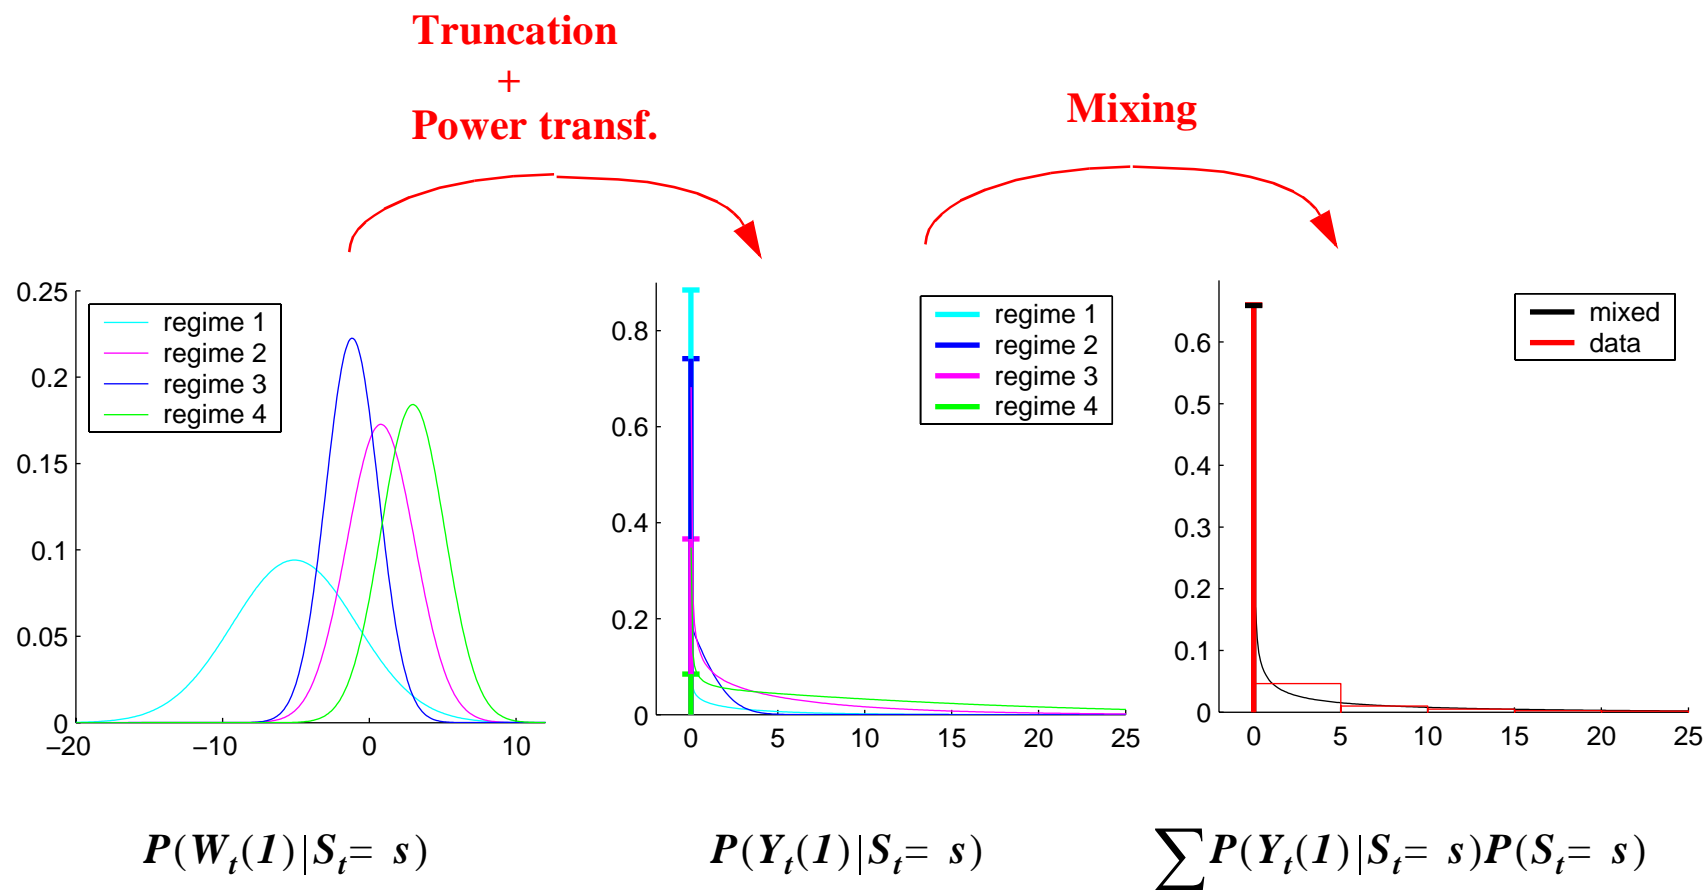 Truncation
+
Power transf.
Mixing
0.25
0.2
0.15
0.1
0.05
0
−20
−10
0
10
regime 1
regime 2
regime 3
regime 4
0.8
0.6
0.4
0.2
0
0
5
10
15
20
25
regime 1
regime 2
regime 3
regime 4
0.6
0.5
0.4
0.3
0.2
0.1
0
0
5
10
15
20
25
mixed
data
P(W_t(1)|S_t= s)
P(Y_t(1)|S_t= s)
∑P(Y_t(1)|S_t= s)P(S_t= s)